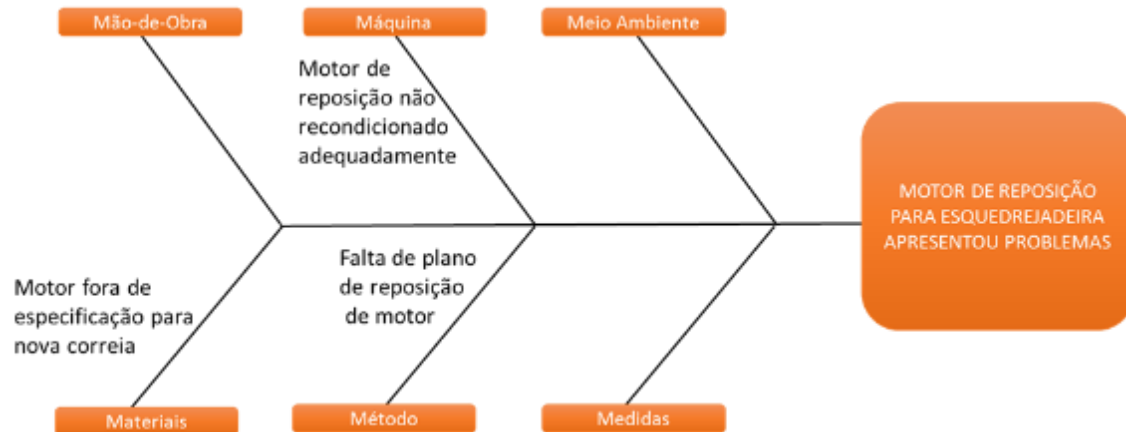 Mão-de-Obra
Máquina
Meio Ambiente
Motor de
reposição não
recondicionado
adequadamente
MOTOR DE REPOSIÇÃO
PARA ESQUEDREJADEIRA
APRESENTOU PROBLEMAS
Motor fora de
especificação para
nova correia
Falta de plano
de reposição
de motor
Materiais
Método
Medidas